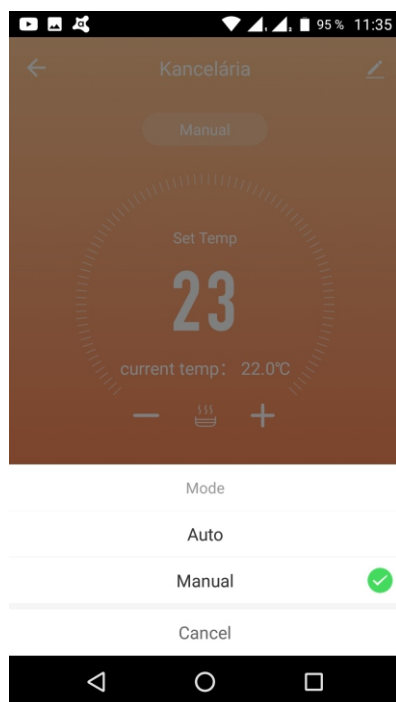 95 % 11:35
Kancelária
Manual
Set Temp
23
current temp： 22.0℃
Mode
Auto
Manual
Cancel